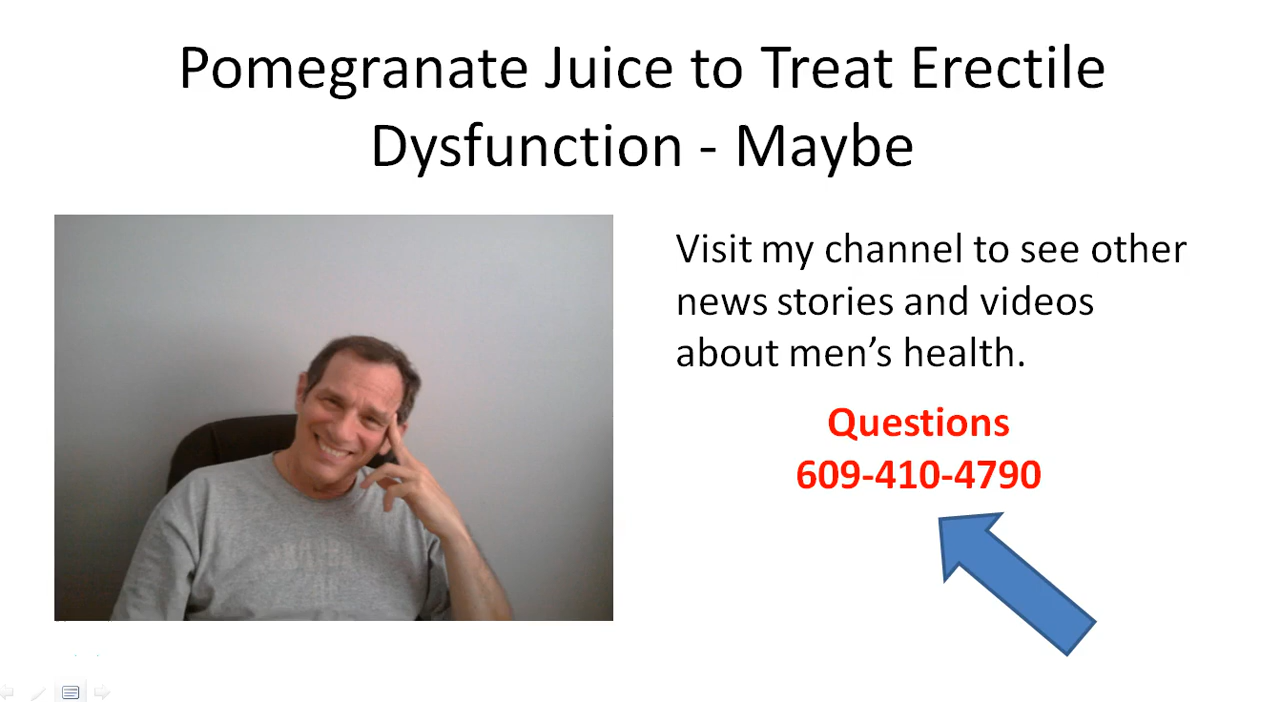 Pomegranate Juice to Treat Erectile
Dysfunction - Maybe
Visit my channel to see other
news stories and videos
about men’s health.
Questions
609-410-4790